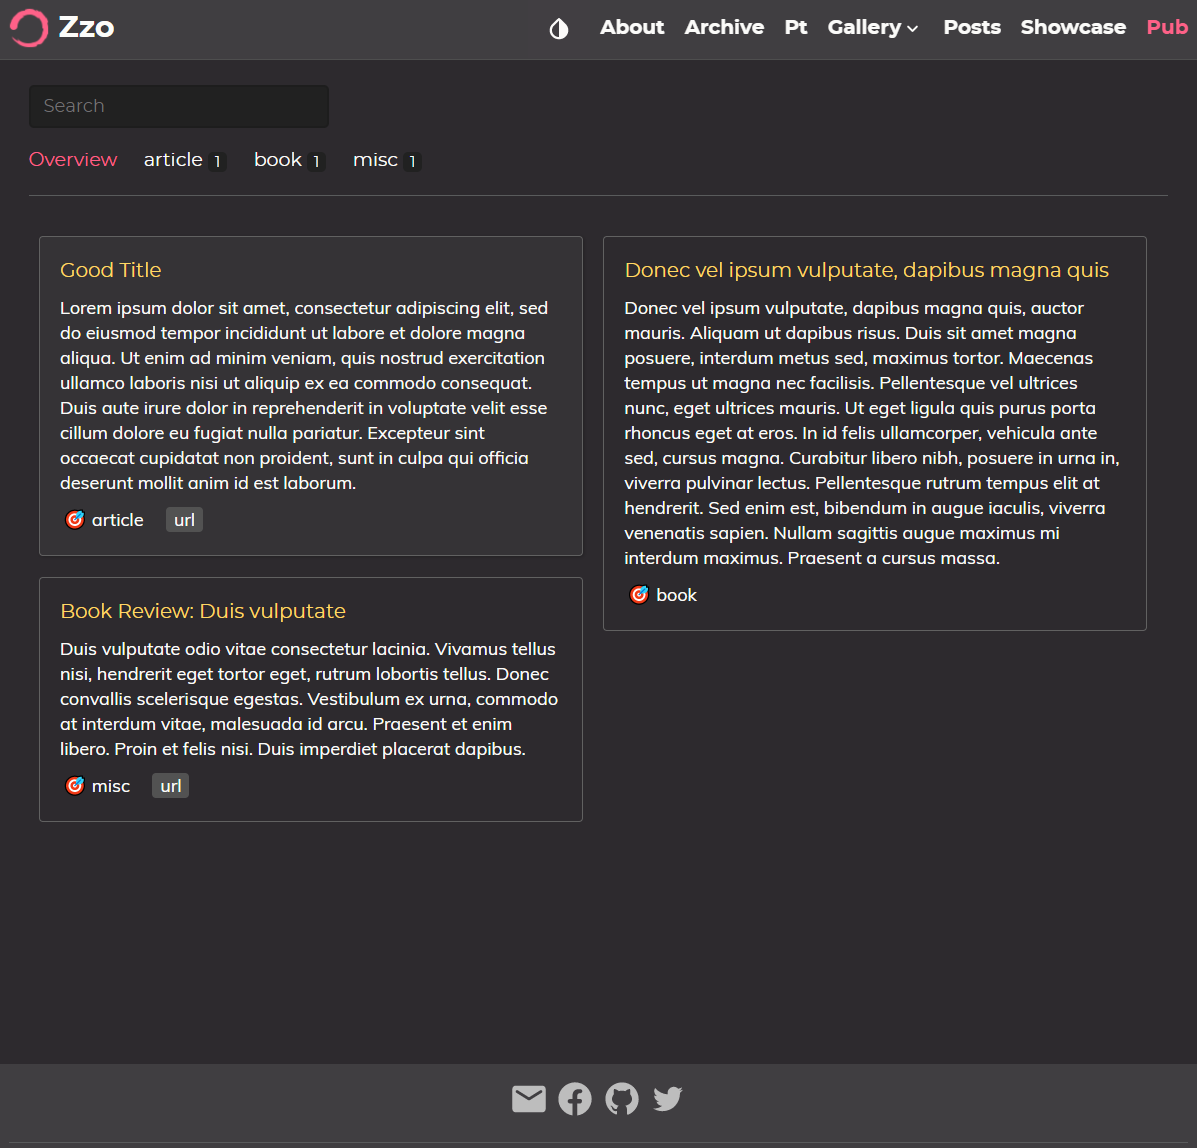 Zzo
About Archive Pt Gallery Posts Showcase Pub
Search
Overview article 1 book 1 misc 1
Good Title
Lorem ipsum dolor sit amet, consectetur adipiscing elit, sed
do eiusmod tempor incididunt ut labore et dolore magna
aliqua. Ut enim ad minim veniam, quis nostrud exercitation
ullamco laboris nisi ut aliquip ex ea commodo consequat.
Duis aute irure dolor in reprehenderit in voluptate velit esse
cillum dolore eu fugiat nulla pariatur. Excepteur sint
occaecat cupidatat non proident, sunt in culpa qui officia
deserunt mollit anim id est laborum.
article url
Book Review: Duis vulputate
Duis vulputate odio vitae consectetur lacinia. Vivamus tellus
nisi, hendrerit eget tortor eget, rutrum lobortis tellus. Donec
convallis scelerisque egestas. Vestibulum ex urna, commodo
at interdum vitae, malesuada id arcu. Praesent et enim
libero. Proin et felis nisi. Duis imperdiet placerat dapibus.
misc url
Donec vel ipsum vulputate, dapibus magna quis
Donec vel ipsum vulputate, dapibus magna quis, auctor
mauris. Aliquam ut dapibus risus. Duis sit amet magna
posuere, interdum metus sed, maximus tortor. Maecenas
tempus ut magna nec facilisis. Pellentesque vel ultrices
nunc, eget ultrices mauris. Ut eget ligula quis purus porta
rhoncus eget at eros. In id felis ullamcorper, vehicula ante
sed, cursus magna. Curabitur libero nibh, posuere in urna in,
viverra pulvinar lectus. Pellentesque rutrum tempus elit at
hendrerit. Sed enim est, bibendum in augue iaculis, viverra
venenatis sapien. Nullam sagittis augue maximus mi
interdum maximus. Praesent a cursus massa.
book